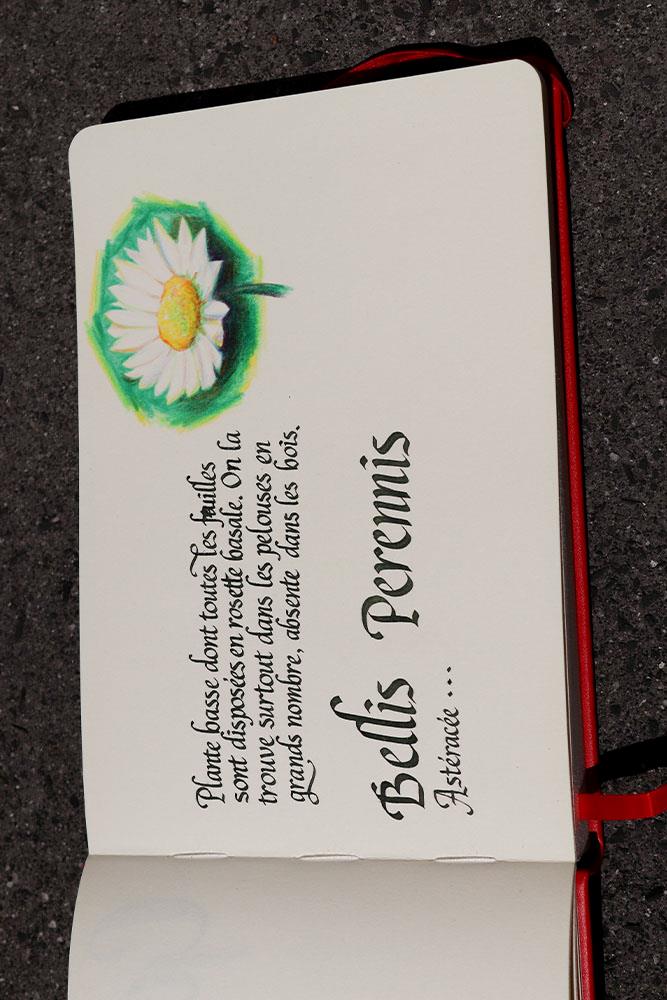 Plante basse dont toutes les feuilles
sont disposées en rosette basale. On la
trouve surtout dans les pelouses en
grands nombre, absente dans les bois.
Bellis Perennis
Astéracée ...